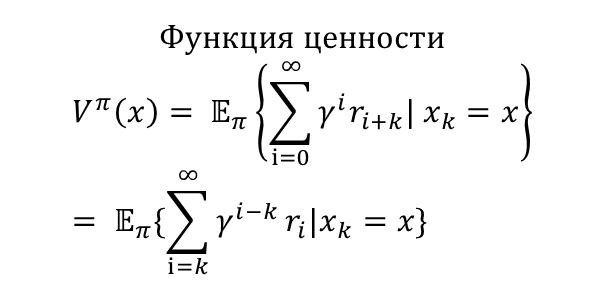 Функция ценности
V^π(x) = 𝔼_π {∑_{i=0}^{∞} γ^i r_{i+k} | x_k = x}
= 𝔼_π{∑_{i=k}^{∞} γ^{i−k} r_i|x_k = x}